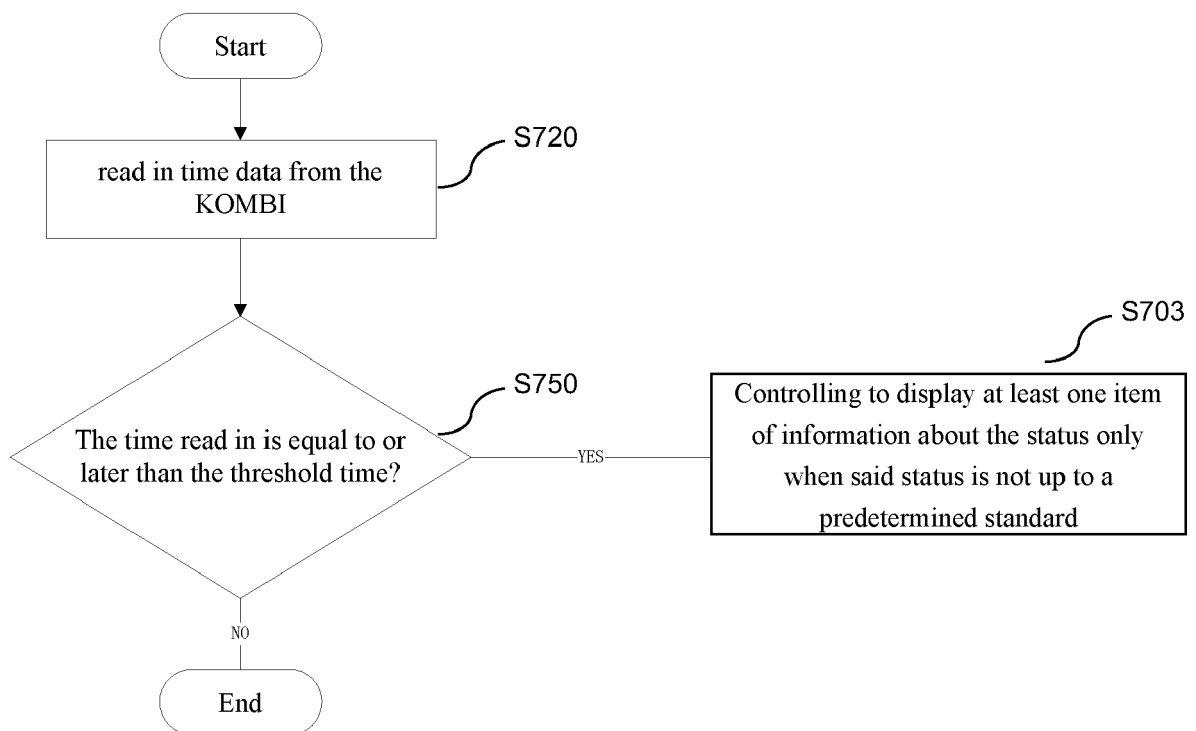 Start
S720
read in time data from the
KOMBI
S703
S750
The time read in is equal to or
later than the threshold time?
YES
Controlling to display at least one item
of information about the status only
when said status is not up to a
predetermined standard
NO
End